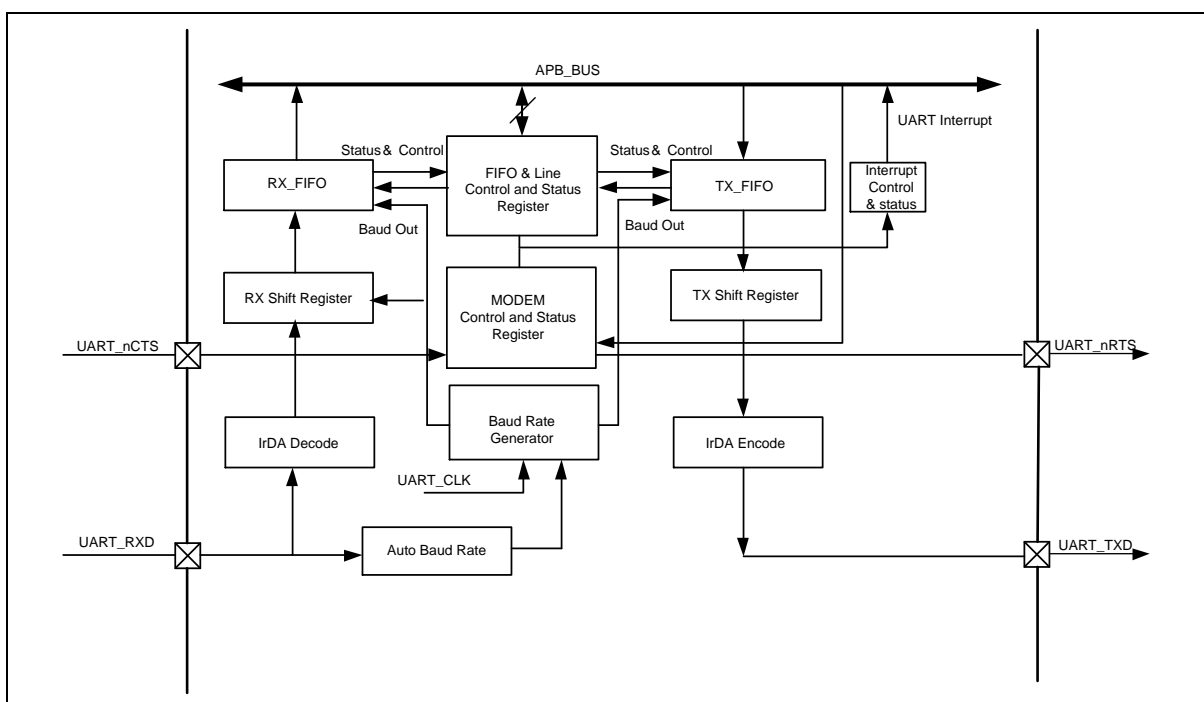 APB_BUS
UART Interrupt
Status & Control
Status & Control
RX_FIFO
FIFO & Line
Control and Status
Register
TX_FIFO
Interrupt
Control
& status
Baud Out
Baud Out
RX Shift Register
MODEM
Control and Status
Register
TX Shift Register
UART_nCTS
UART_nRTS
IrDA Decode
Baud Rate
Generator
IrDA Encode
UART_CLK
UART_RXD
Auto Baud Rate
UART_TXD